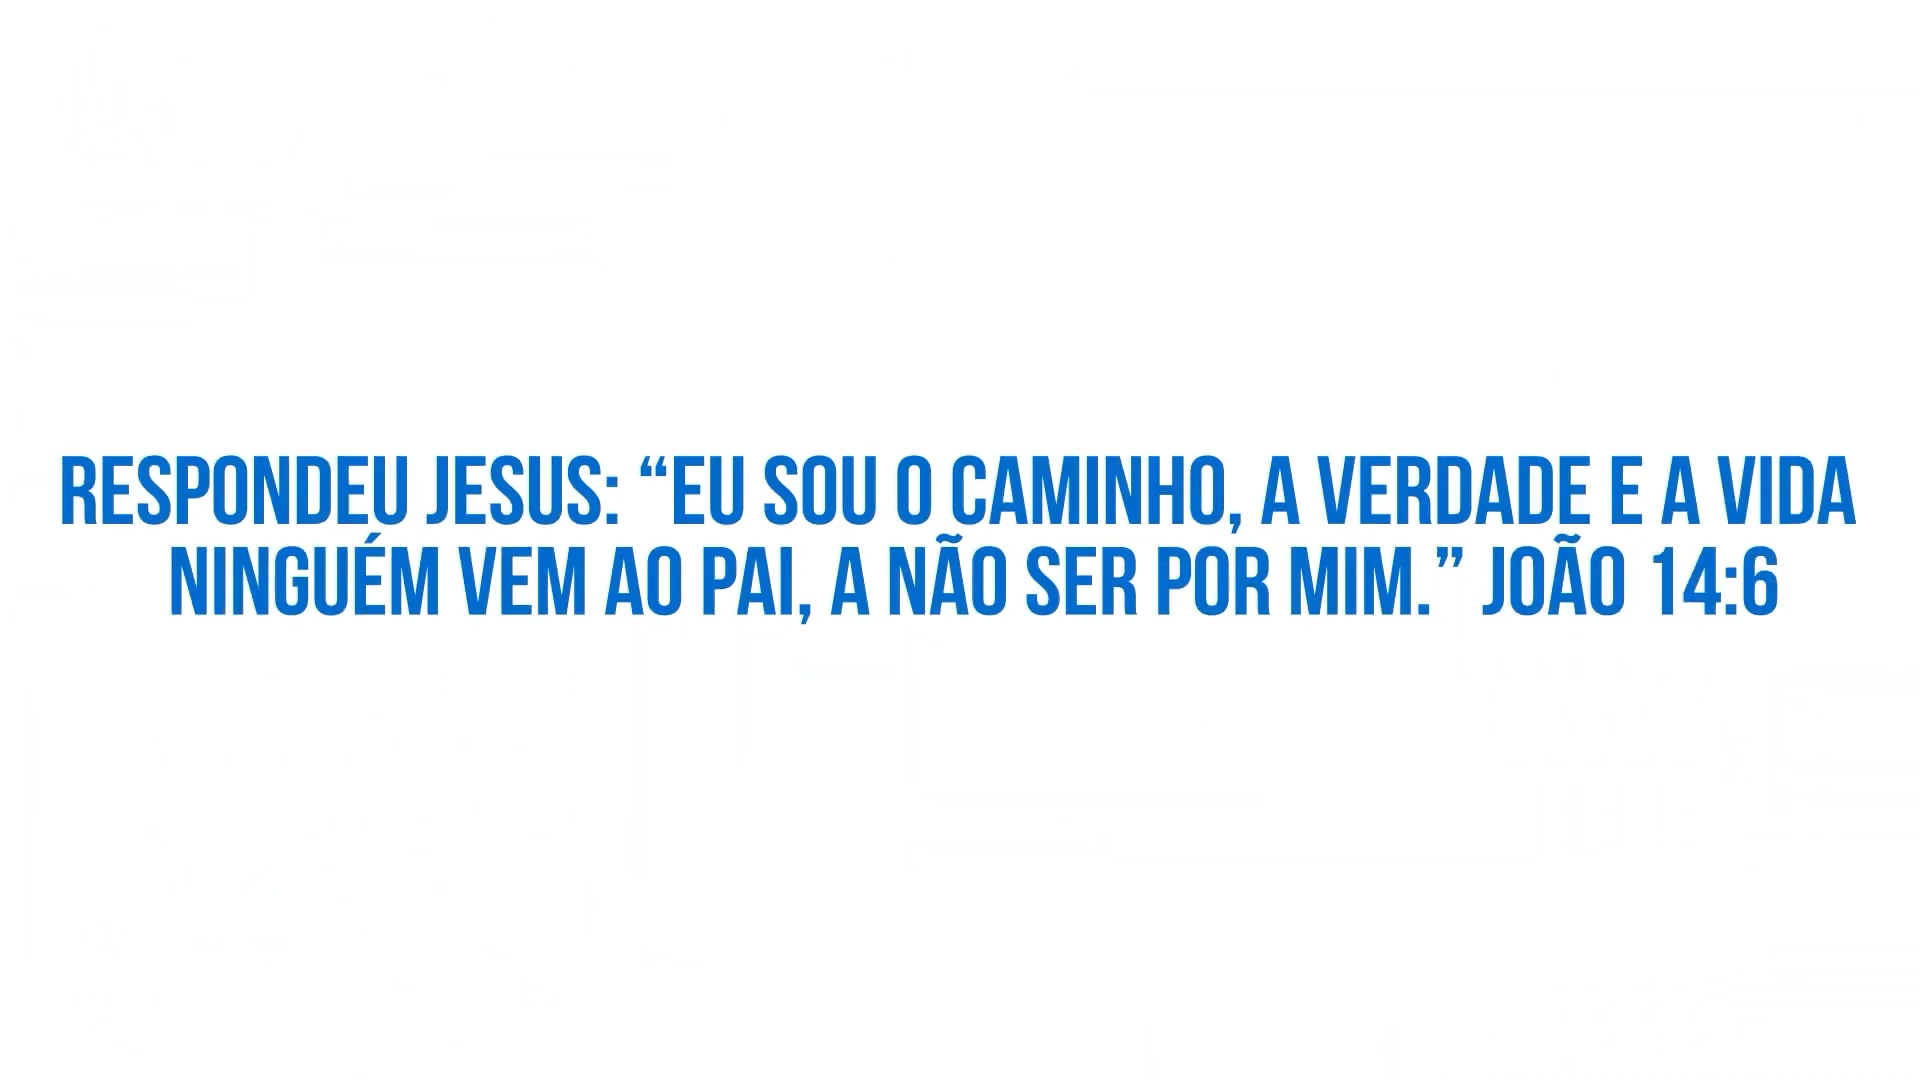 RESPONDEU JESUS: “EU SOU O CAMINHO, A VERDADE E A VIDA
NINGUÉM VEM AO PAI, A NÃO SER POR MIM.” JOÃO 14:6